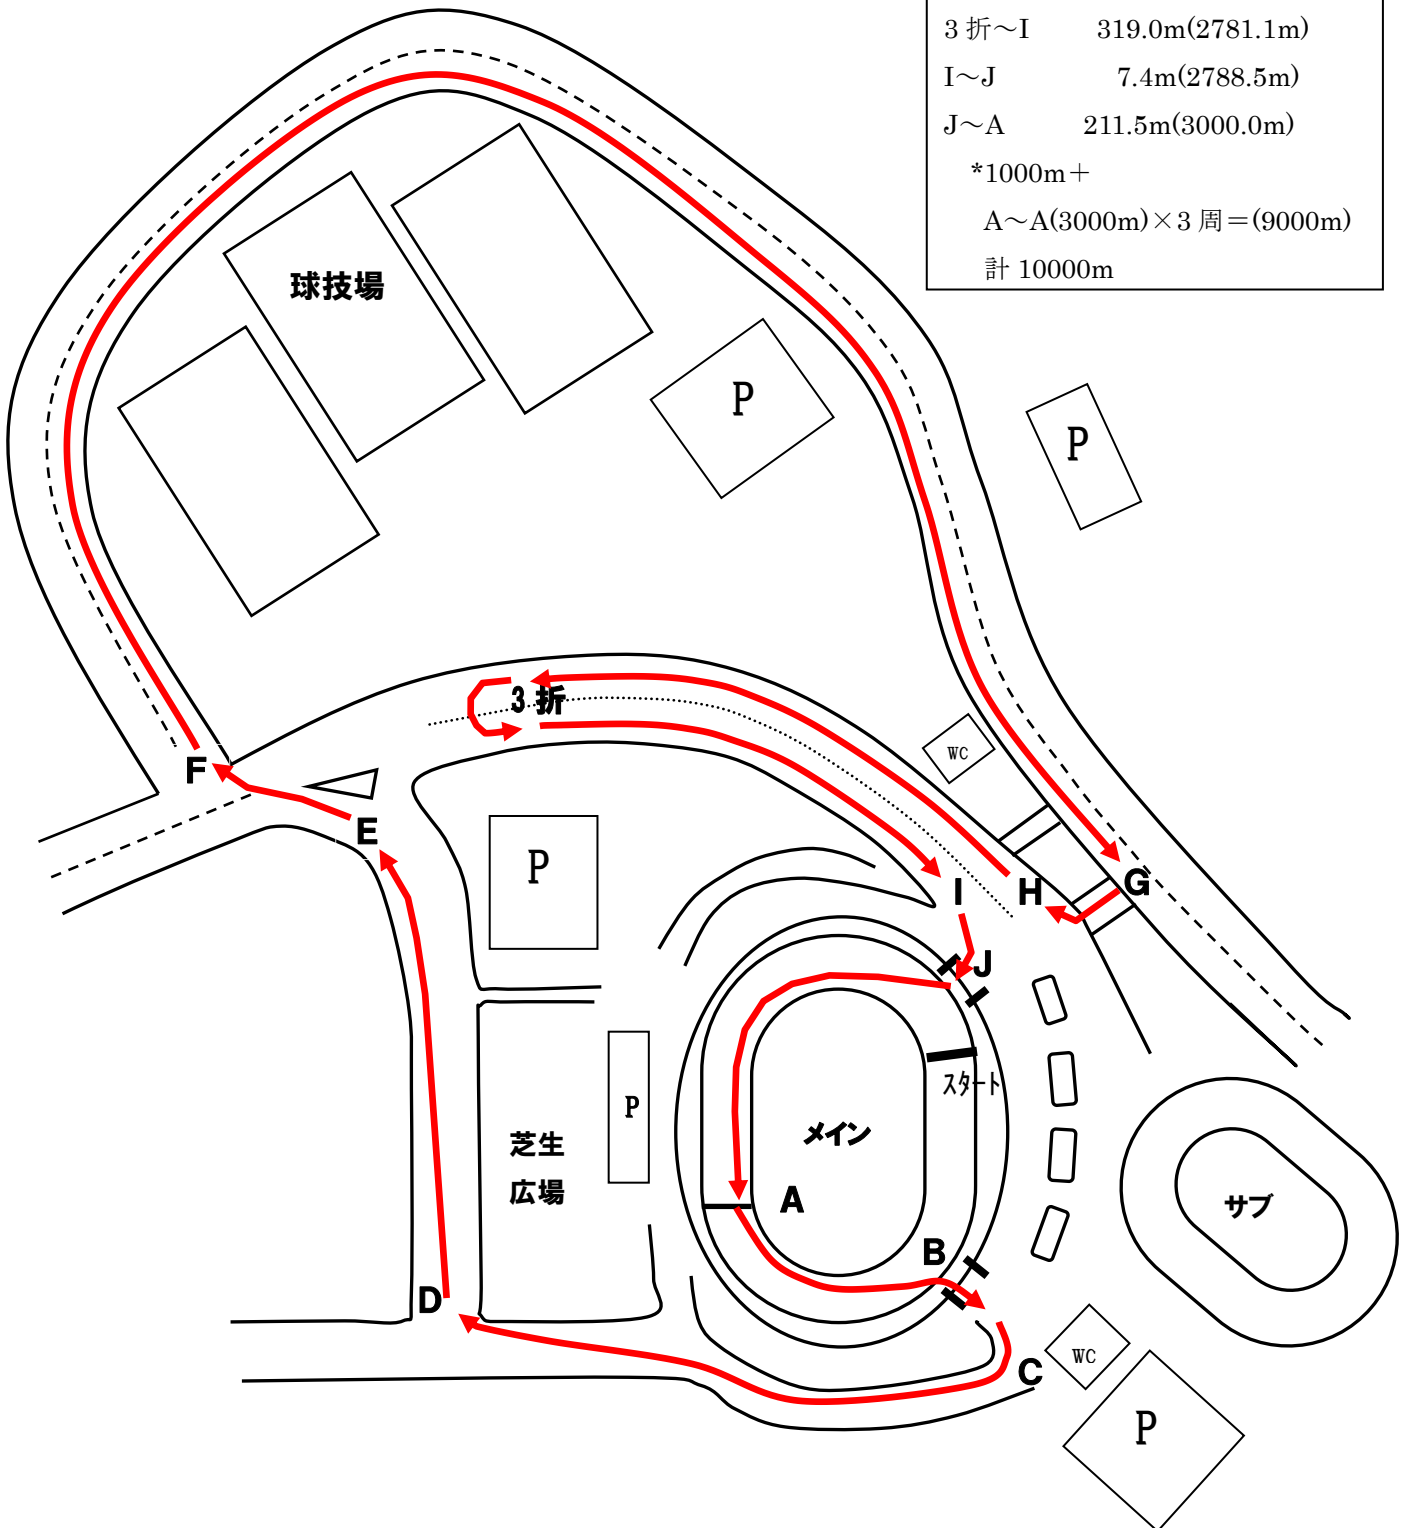 3折～I 319.0m(2781.1m)
I～J 7.4m(2788.5m)
J～A 211.5m(3000.0m)
*1000m＋
A～A(3000m)×3周＝(9000m)
計 10000m
球技場
P
P
3 折
WC
F
E
P
I
H
G
J
スタート
芝生
広場
P
メイン
A
サブ
B
D
C
WC
P